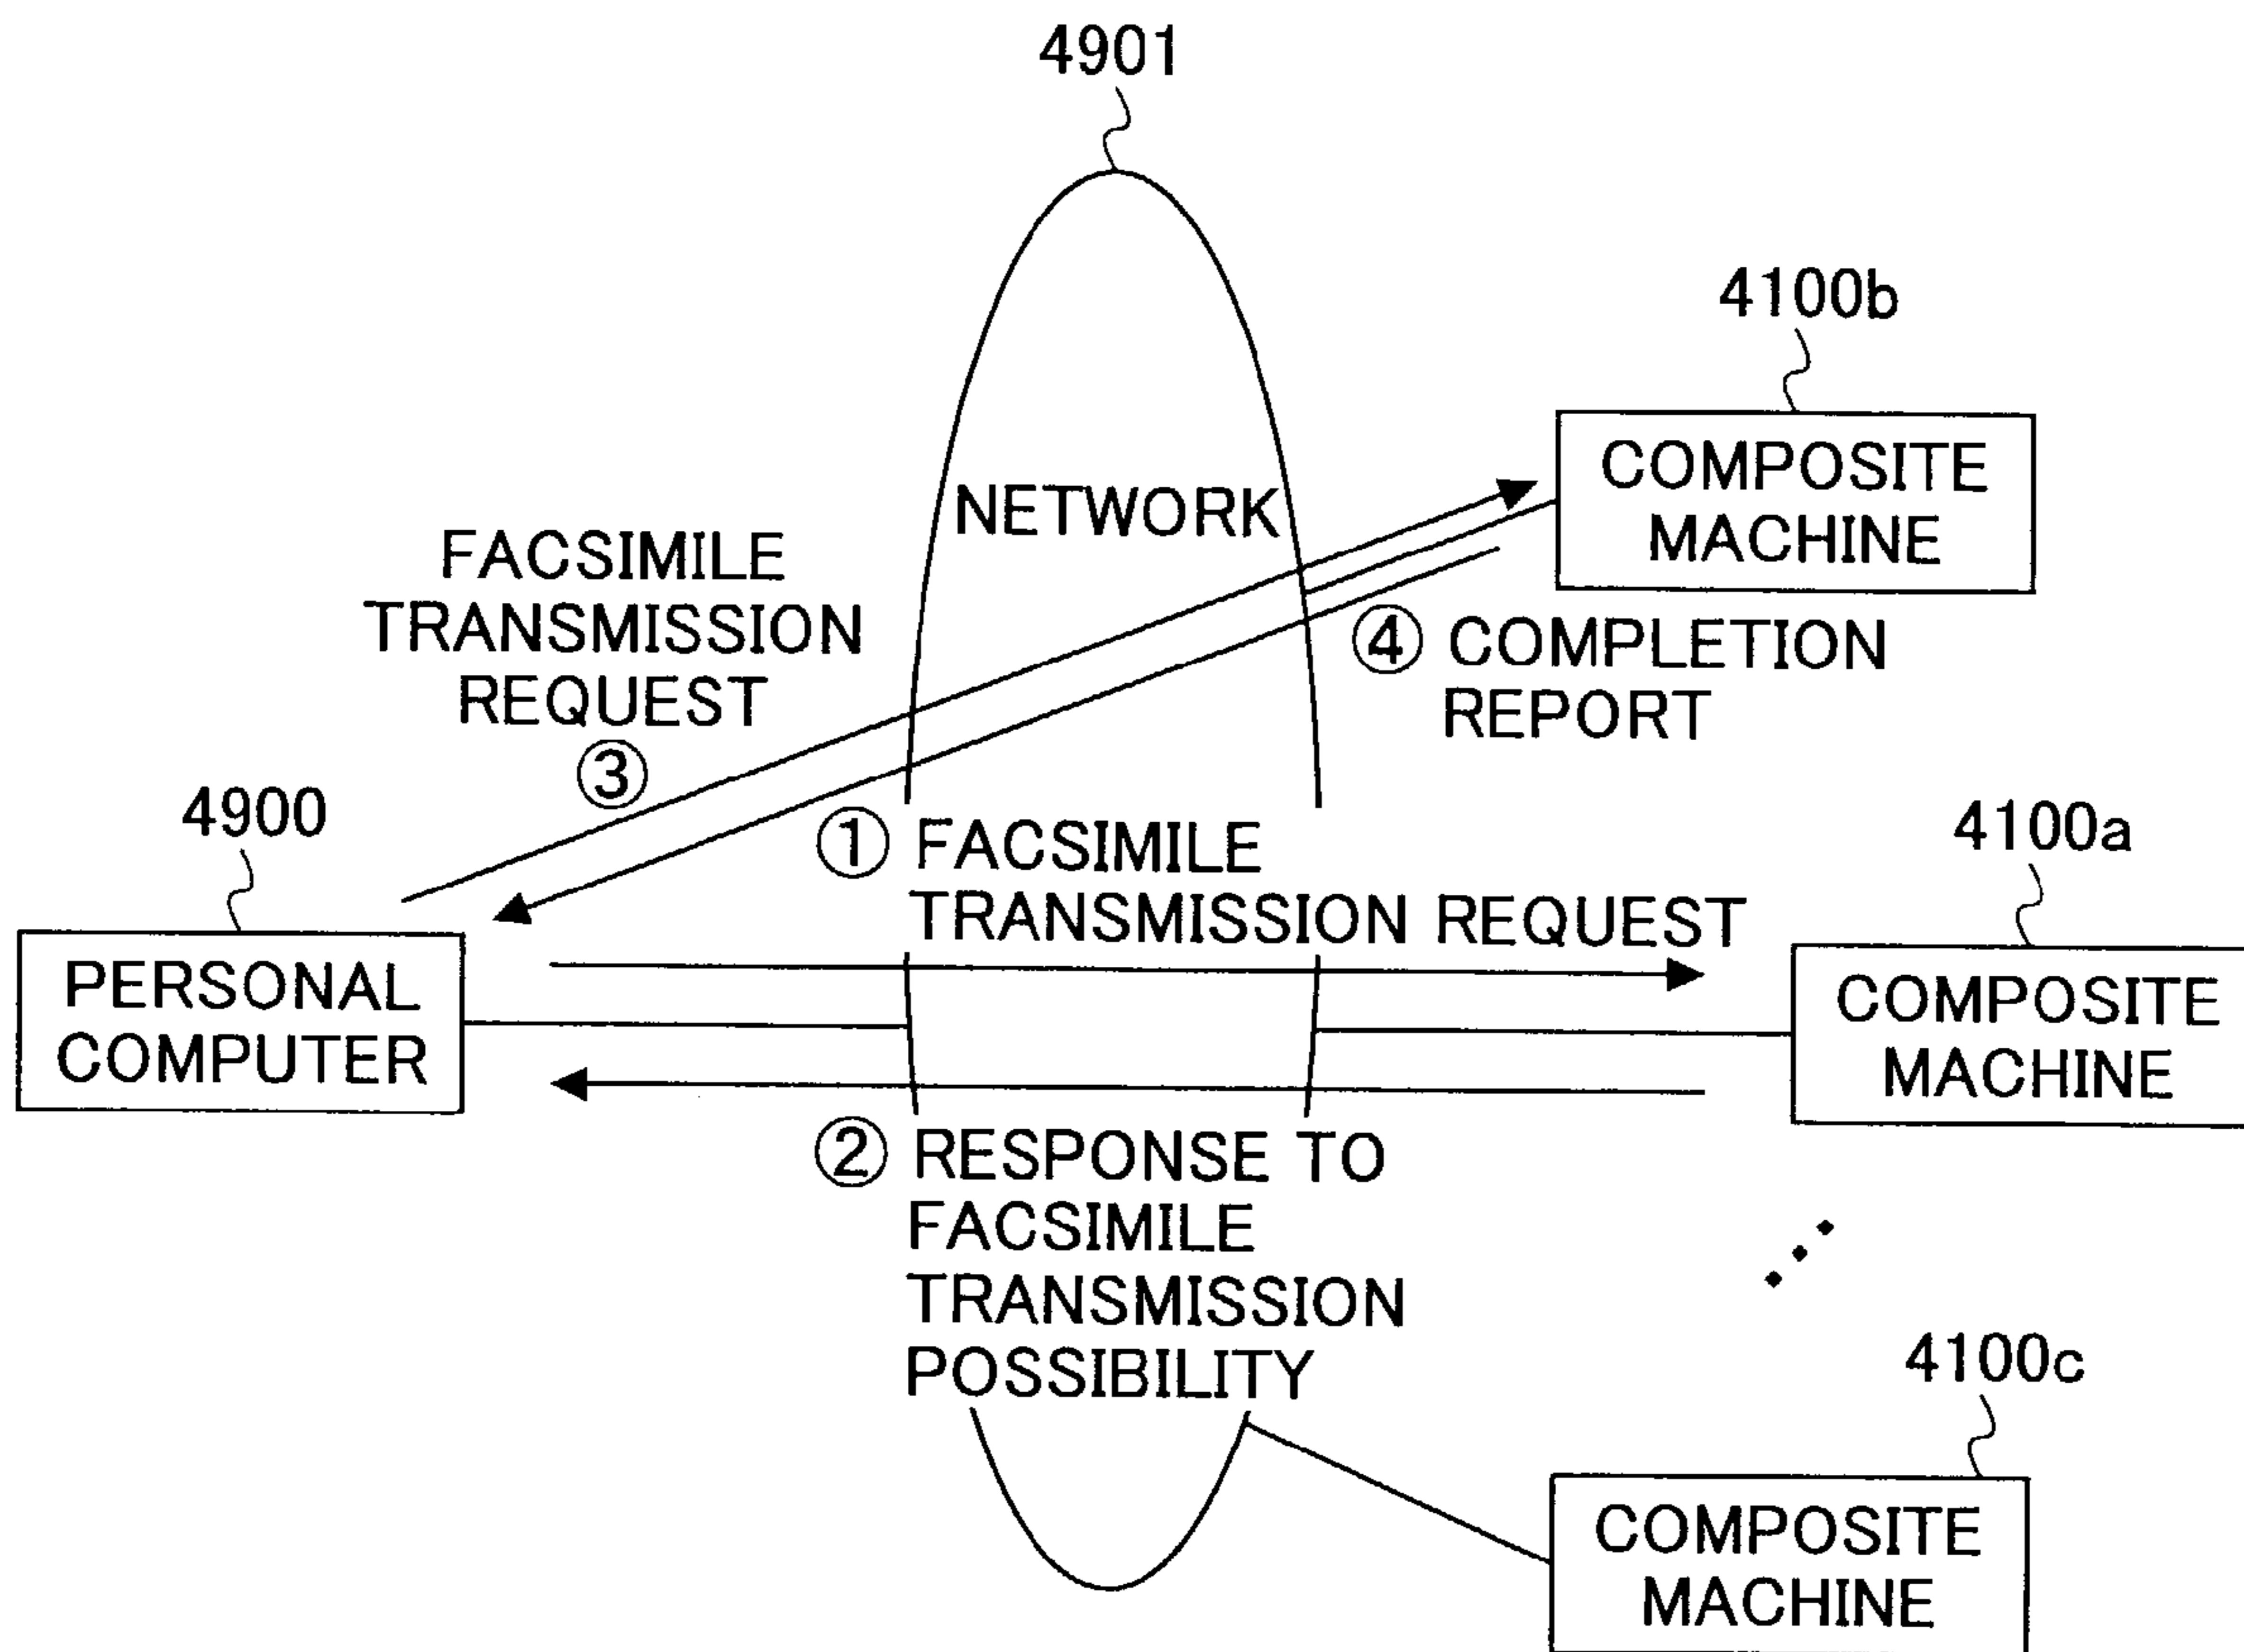 4901
4100b
COMPOSITE
MACHINE
NETWORK
FACSIMILE
TRANSMISSION
REQUEST
③
④ COMPLETION
REPORT
4900
4100a
① FACSIMILE
TRANSMISSION REQUEST
PERSONAL
COMPUTER
COMPOSITE
MACHINE
② RESPONSE TO
FACSIMILE
TRANSMISSION
POSSIBILITY
4100c
COMPOSITE
MACHINE